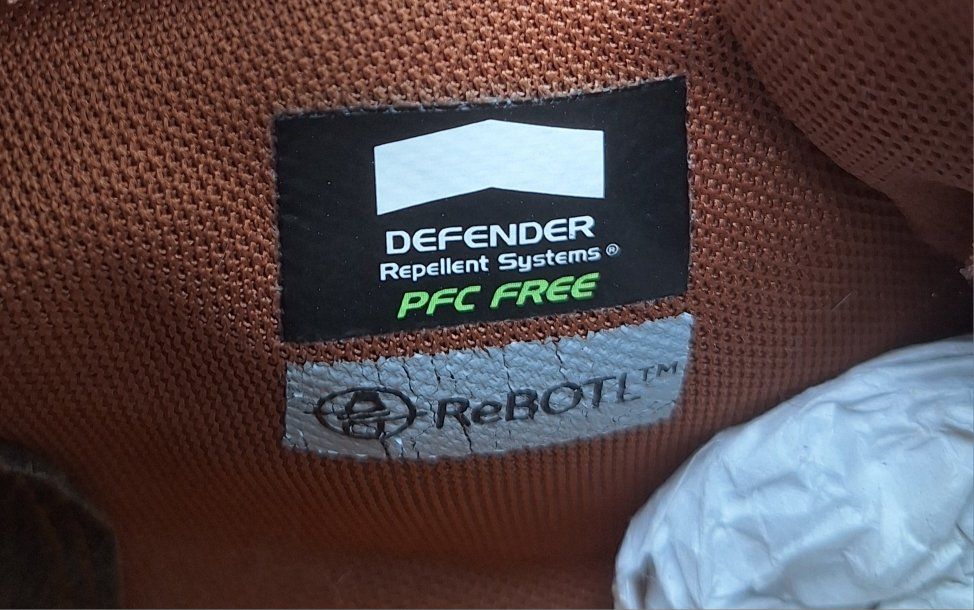 DEFENDER
Repellent Systems®
PFC FREE
ReBOTL™